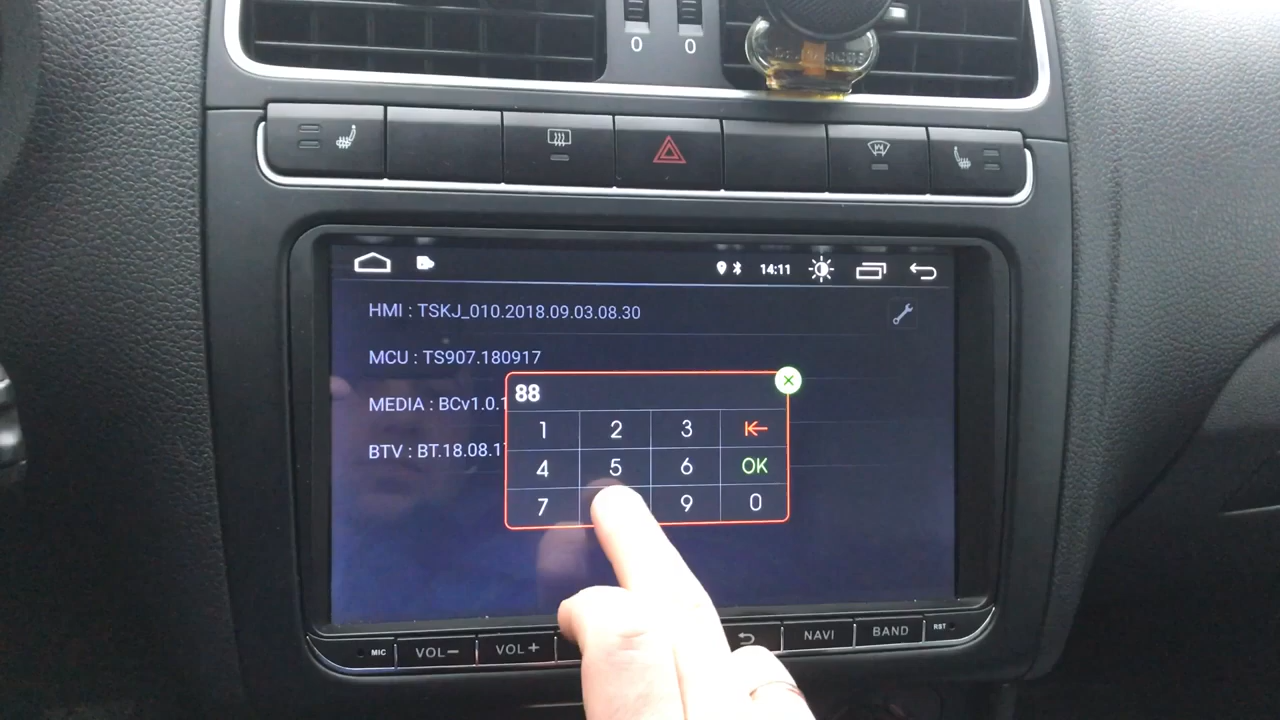 0 0
14:11
HMI : TSKJ_010.2018.09.03.08.30
MCU : TS907.180917
MEDIA : BCv1.0.1
BTV : BT.18.08.1
88
1 2 3
4 5 6 OK
7 9 0
MIC VOL− VOL+ NAVI BAND RST